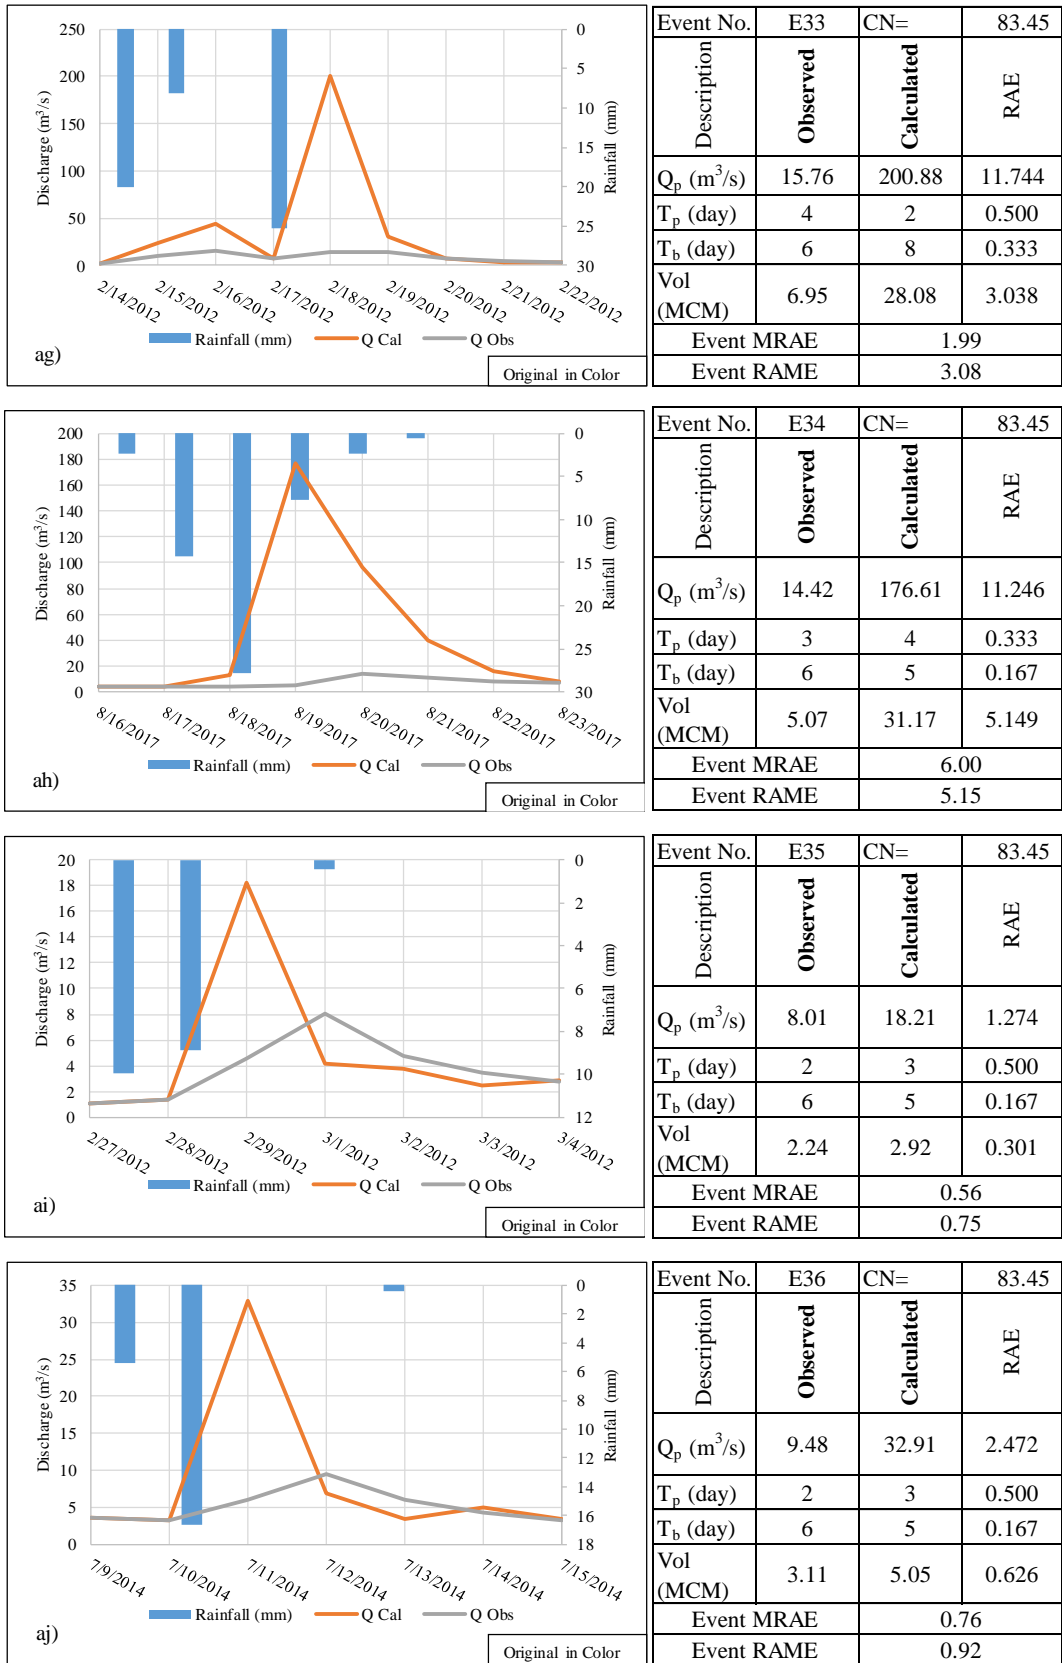 250
200
150
100
50
0
Discharge (m³/s)
0
5
10
15
20
25
30
Rainfall (mm)
2/14/2012 2/15/2012 2/16/2012 2/17/2012 2/18/2012 2/19/2012 2/20/2012 2/21/2012 2/22/2012
Rainfall (mm) Q Cal Q Obs
ag)
Original in Color
Event No. E33 CN= 83.45
Description Observed Calculated RAE
Qp (m³/s) 15.76 200.88 11.744
Tp (day) 4 2 0.500
Tb (day) 6 8 0.333
Vol
(MCM) 6.95 28.08 3.038
Event MRAE 1.99
Event RAME 3.08
200
180
160
140
120
100
80
60
40
20
0
Discharge (m³/s)
0
5
10
15
20
25
30
Rainfall (mm)
8/16/2017 8/17/2017 8/18/2017 8/19/2017 8/20/2017 8/21/2017 8/22/2017 8/23/2017
Rainfall (mm) Q Cal Q Obs
ah)
Original in Color
Event No. E34 CN= 83.45
Description Observed Calculated RAE
Qp (m³/s) 14.42 176.61 11.246
Tp (day) 3 4 0.333
Tb (day) 6 5 0.167
Vol
(MCM) 5.07 31.17 5.149
Event MRAE 6.00
Event RAME 5.15
20
18
16
14
12
10
8
6
4
2
0
Discharge (m³/s)
0
2
4
6
8
10
12
Rainfall (mm)
2/27/2012 2/28/2012 2/29/2012 3/1/2012 3/2/2012 3/3/2012 3/4/2012
Rainfall (mm) Q Cal Q Obs
ai)
Original in Color
Event No. E35 CN= 83.45
Description Observed Calculated RAE
Qp (m³/s) 8.01 18.21 1.274
Tp (day) 2 3 0.500
Tb (day) 6 5 0.167
Vol
(MCM) 2.24 2.92 0.301
Event MRAE 0.56
Event RAME 0.75
35
30
25
20
15
10
5
0
Discharge (m³/s)
0
2
4
6
8
10
12
14
16
18
Rainfall (mm)
7/9/2014 7/10/2014 7/11/2014 7/12/2014 7/13/2014 7/14/2014 7/15/2014
Rainfall (mm) Q Cal Q Obs
aj)
Original in Color
Event No. E36 CN= 83.45
Description Observed Calculated RAE
Qp (m³/s) 9.48 32.91 2.472
Tp (day) 2 3 0.500
Tb (day) 6 5 0.167
Vol
(MCM) 3.11 5.05 0.626
Event MRAE 0.76
Event RAME 0.92